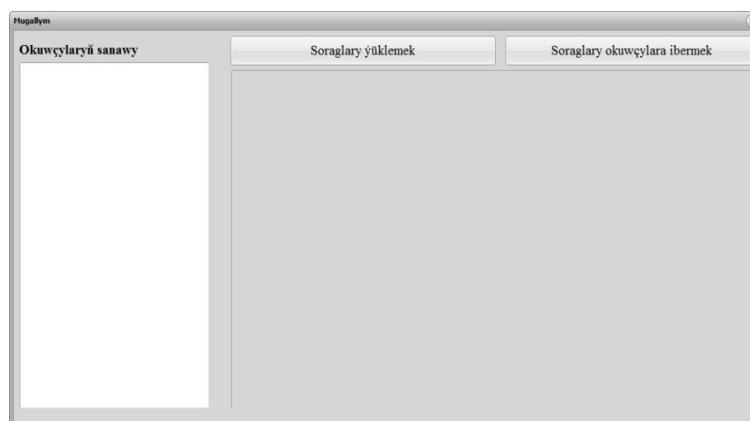 Mugallym
Okuwçylaryň sanawy
Soraglary ýüklemek
Soraglary okuwçylara ibermek